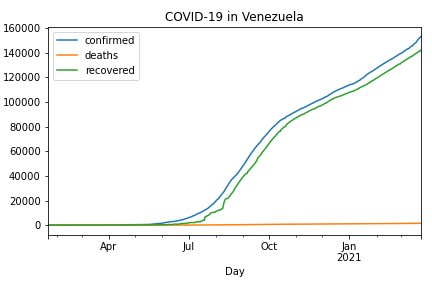 COVID-19 in Venezuela
confirmed
deaths
recovered
160000
140000
120000
100000
80000
60000
40000
20000
0
Apr
Jul
Oct
Jan
2021
Day